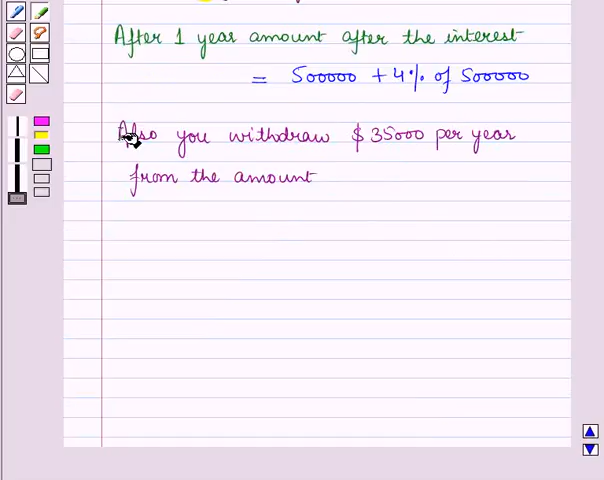 After 1 year amount after the interest
= 500000 + 4% of 500000
Also you withdraw $35000 per year
from the amount